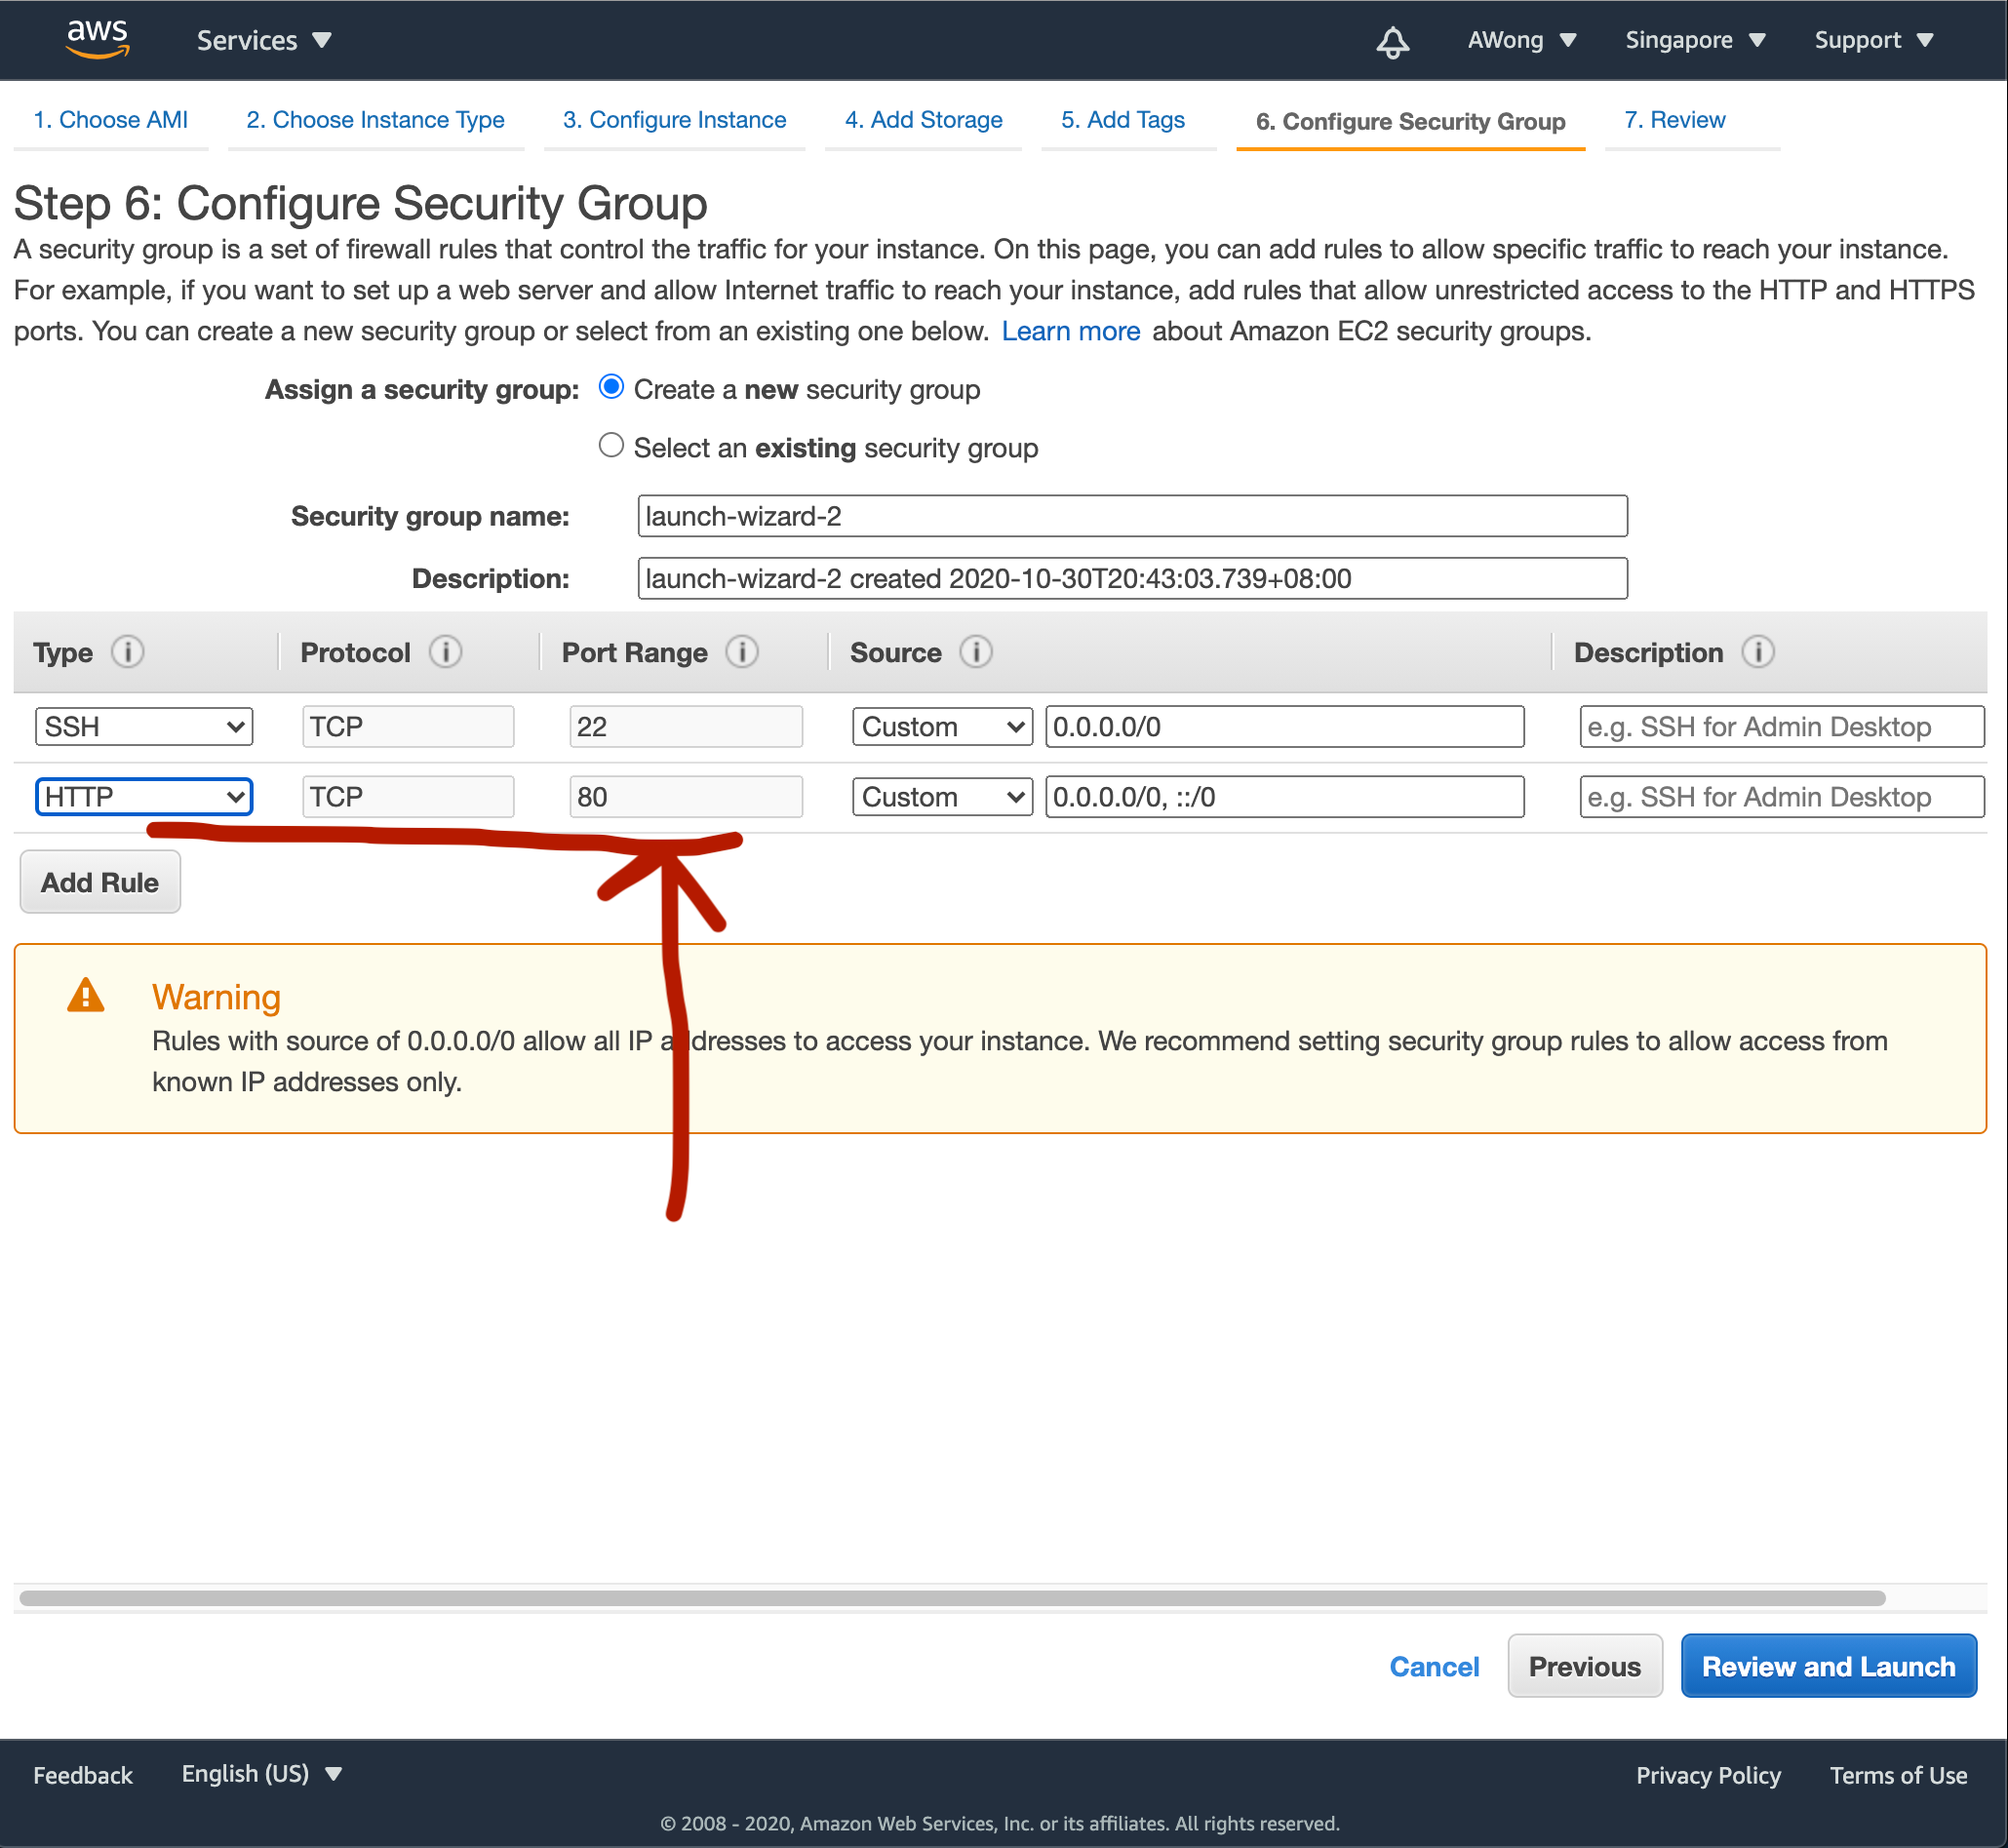 aws Services AWong Singapore Support
1. Choose AMI 2. Choose Instance Type 3. Configure Instance 4. Add Storage 5. Add Tags 6. Configure Security Group 7. Review
Step 6: Configure Security Group
A security group is a set of firewall rules that control the traffic for your instance. On this page, you can add rules to allow specific traffic to reach your instance.
For example, if you want to set up a web server and allow Internet traffic to reach your instance, add rules that allow unrestricted access to the HTTP and HTTPS
ports. You can create a new security group or select from an existing one below. Learn more about Amazon EC2 security groups.
Assign a security group: Create a new security group
Select an existing security group
Security group name: launch-wizard-2
Description: launch-wizard-2 created 2020-10-30T20:43:03.739+08:00
Type i Protocol i Port Range i Source i Description i
SSH TCP 22 Custom 0.0.0.0/0 e.g. SSH for Admin Desktop
HTTP TCP 80 Custom 0.0.0.0/0, ::/0 e.g. SSH for Admin Desktop
Add Rule
Warning
Rules with source of 0.0.0.0/0 allow all IP addresses to access your instance. We recommend setting security group rules to allow access from
known IP addresses only.
Cancel Previous Review and Launch
Feedback English (US) Privacy Policy Terms of Use
© 2008 - 2020, Amazon Web Services, Inc. or its affiliates. All rights reserved.